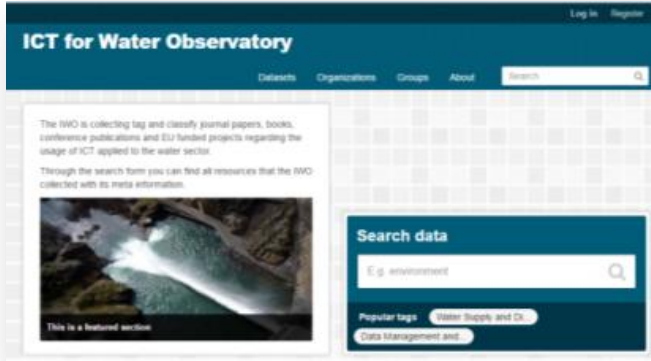 Log in Register
ICT for Water Observatory
Datasets Organizations Groups About Search
The IWO is collecting tag and classify journal papers, books,
conference publications and EU funded projects regarding the
usage of ICT applied to the water sector.
Through the search form you can find all resources that the IWO
collected with its meta information.
This is a featured section
Search data
E.g. environment
Popular tags Water Supply and Di...
Data Management and...